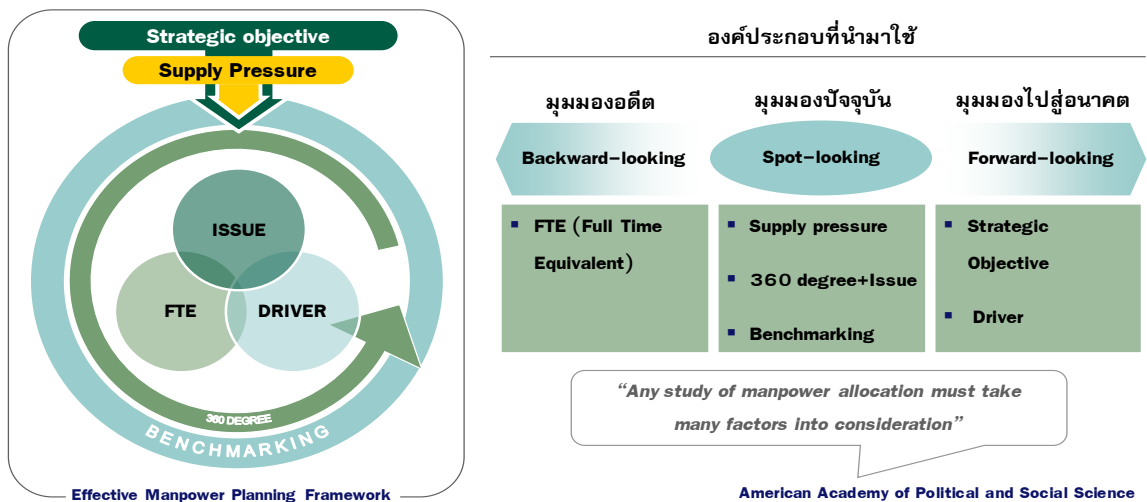 Strategic objective
Supply Pressure
ISSUE
FTE
DRIVER
360 DEGREE
BENCHMARKING
Effective Manpower Planning Framework
องค์ประกอบที่นำมาใช้
มุมมองอดีต
มุมมองปัจจุบัน
มุมมองไปสู่อนาคต
Backward-looking
Spot-looking
Forward-looking
▪ FTE (Full Time
Equivalent)
▪ Supply pressure
▪ 360 degree+Issue
▪ Benchmarking
▪ Strategic
Objective
▪ Driver
“Any study of manpower allocation must take
many factors into consideration”
American Academy of Political and Social Science